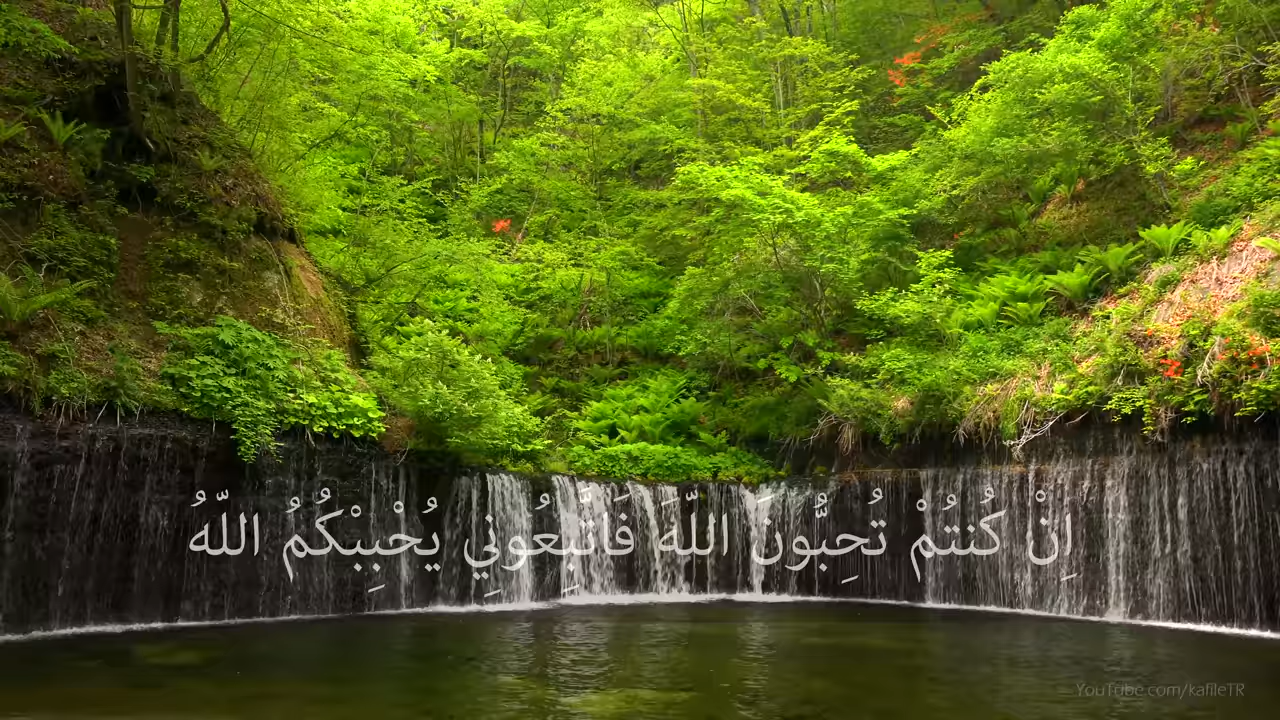 اِنْ كُنتُمْ تُحِبُّونَ اللّٰهَ فَاتَّبِعُونِي يُحْبِبْكُمُ اللّٰهُ
YouTube.com/kafileTR